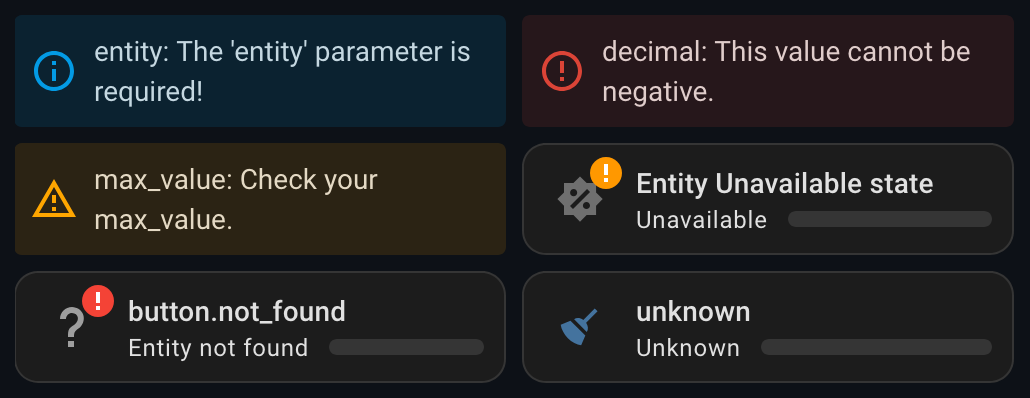 entity: The 'entity' parameter is
required!
decimal: This value cannot be
negative.
max_value: Check your
max_value.
Entity Unavailable state
Unavailable
button.not_found
Entity not found
unknown
Unknown